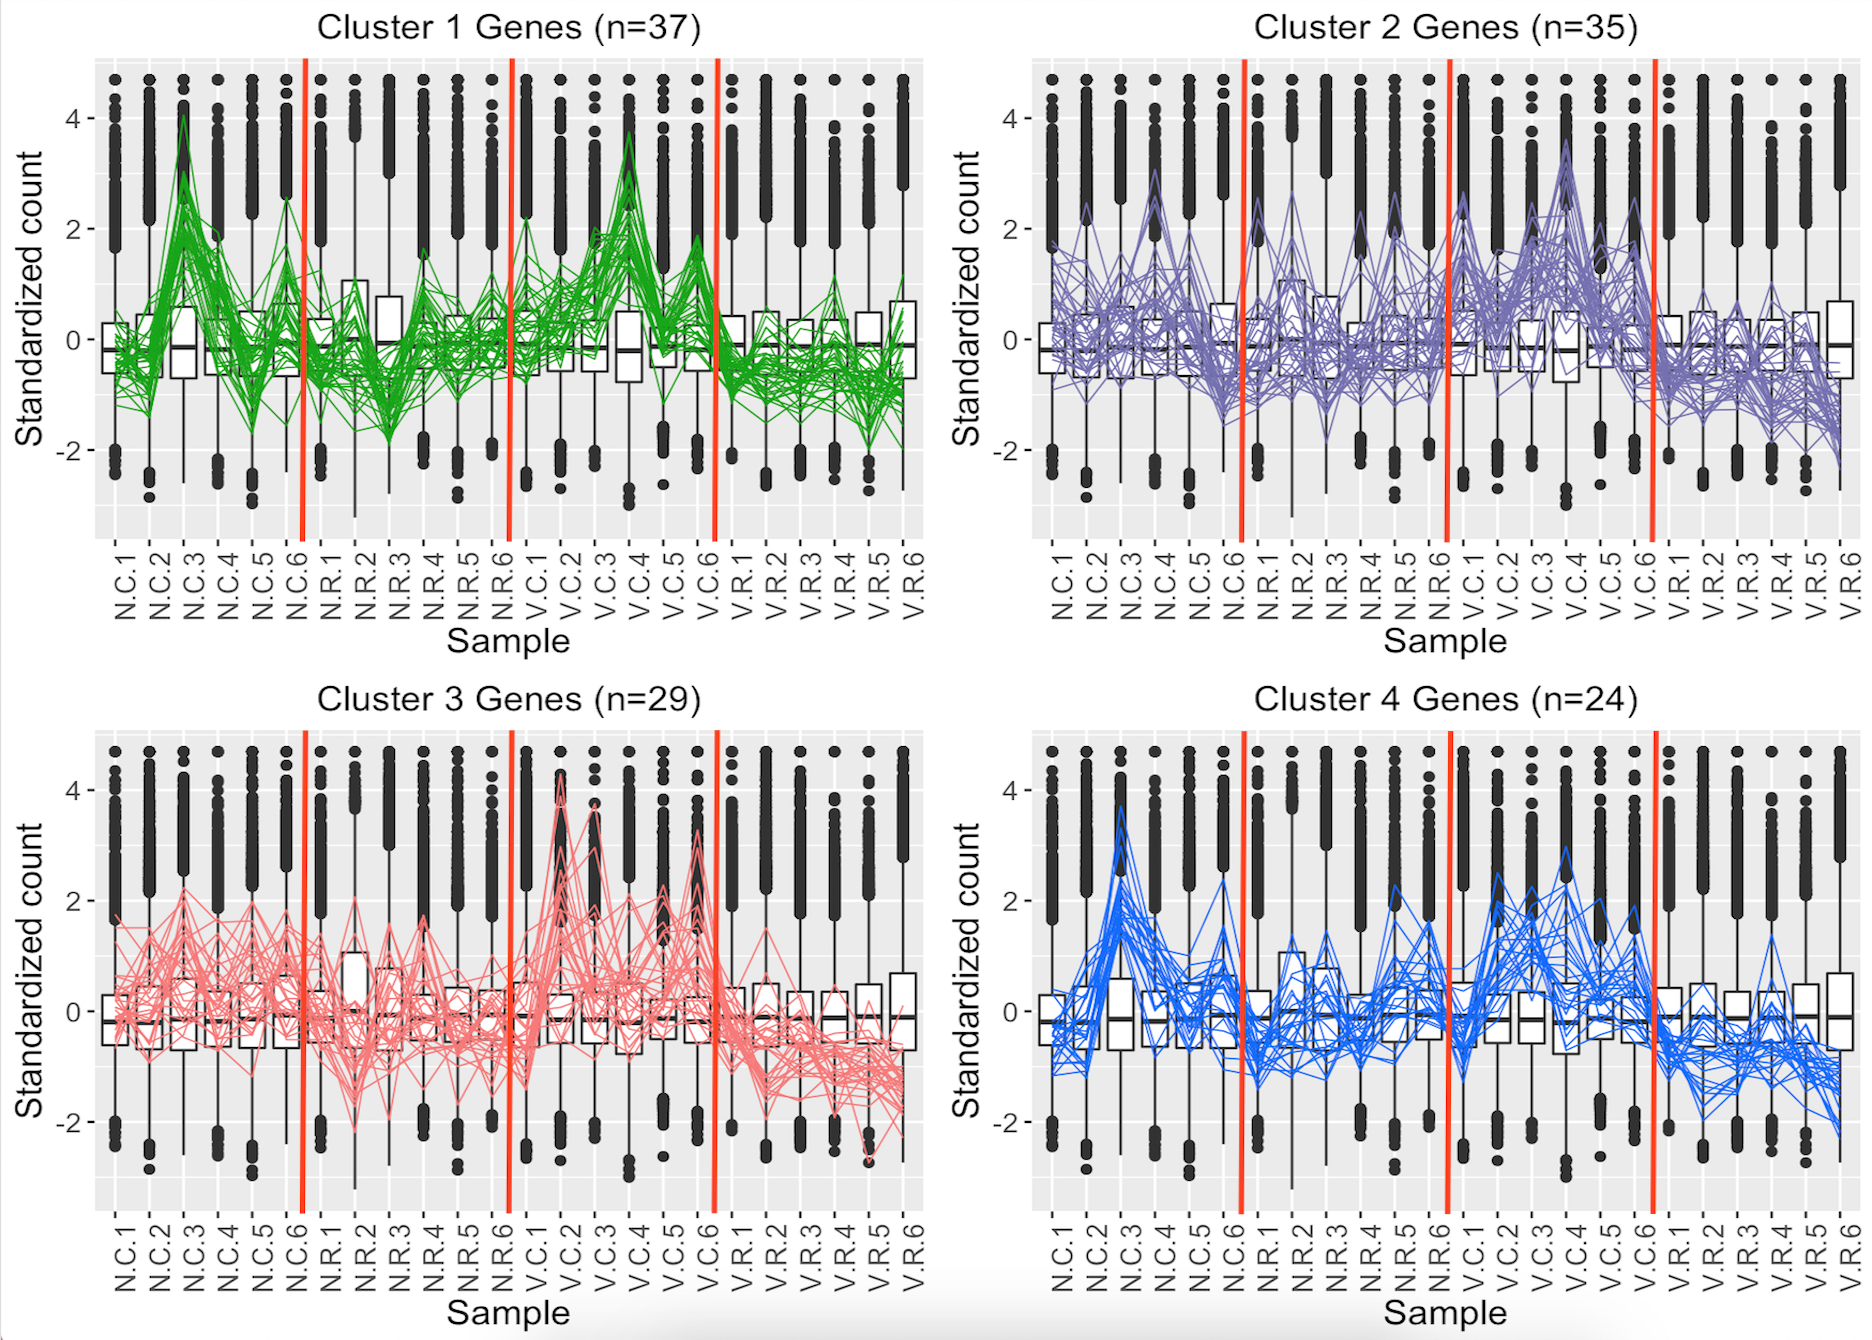 Cluster 1 Genes (n=37)
Standardized count
4
2
0
-2
N.C.1
N.C.2
N.C.3
N.C.4
N.C.5
N.C.6
N.R.1
N.R.2
N.R.3
N.R.4
N.R.5
N.R.6
V.C.1
V.C.2
V.C.3
V.C.4
V.C.5
V.C.6
V.R.1
V.R.2
V.R.3
V.R.4
V.R.5
V.R.6
Sample
Cluster 2 Genes (n=35)
Standardized count
4
2
0
-2
N.C.1
N.C.2
N.C.3
N.C.4
N.C.5
N.C.6
N.R.1
N.R.2
N.R.3
N.R.4
N.R.5
N.R.6
V.C.1
V.C.2
V.C.3
V.C.4
V.C.5
V.C.6
V.R.1
V.R.2
V.R.3
V.R.4
V.R.5
V.R.6
Sample
Cluster 3 Genes (n=29)
Standardized count
4
2
0
-2
N.C.1
N.C.2
N.C.3
N.C.4
N.C.5
N.C.6
N.R.1
N.R.2
N.R.3
N.R.4
N.R.5
N.R.6
V.C.1
V.C.2
V.C.3
V.C.4
V.C.5
V.C.6
V.R.1
V.R.2
V.R.3
V.R.4
V.R.5
V.R.6
Sample
Cluster 4 Genes (n=24)
Standardized count
4
2
0
-2
N.C.1
N.C.2
N.C.3
N.C.4
N.C.5
N.C.6
N.R.1
N.R.2
N.R.3
N.R.4
N.R.5
N.R.6
V.C.1
V.C.2
V.C.3
V.C.4
V.C.5
V.C.6
V.R.1
V.R.2
V.R.3
V.R.4
V.R.5
V.R.6
Sample